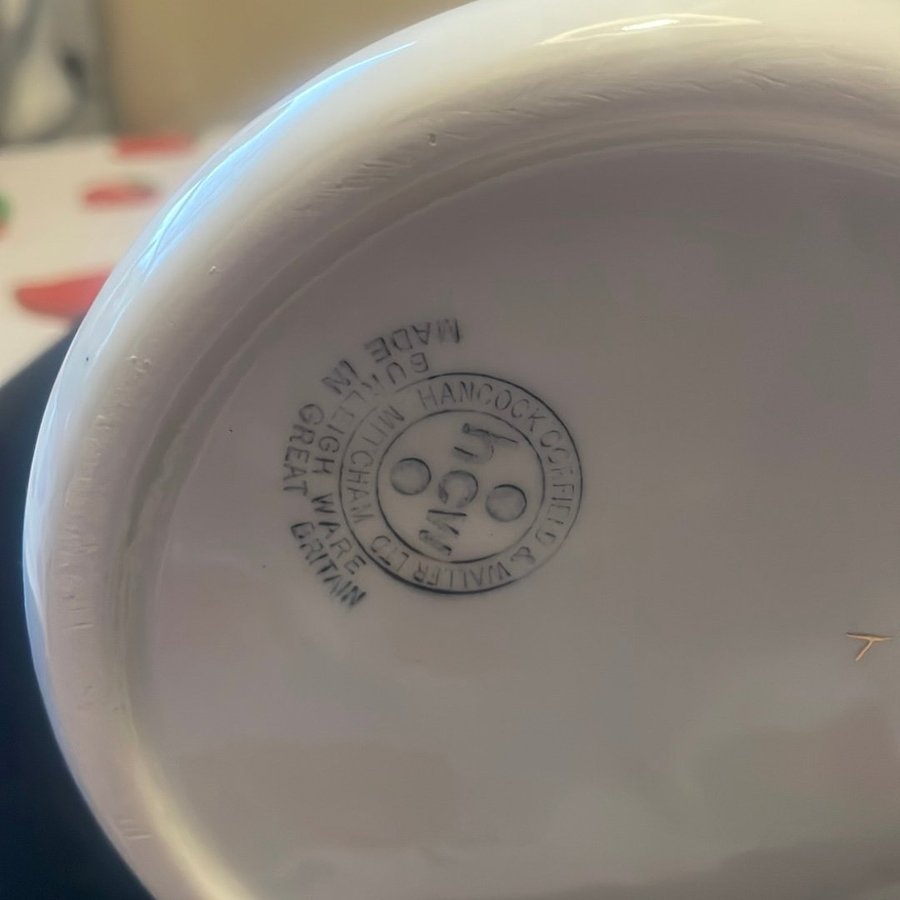 HANCOCK CORFIELD & WALLER LTD MITCHAM
hCW
BURLEIGH WARE
MADE IN GREAT BRITAIN
T